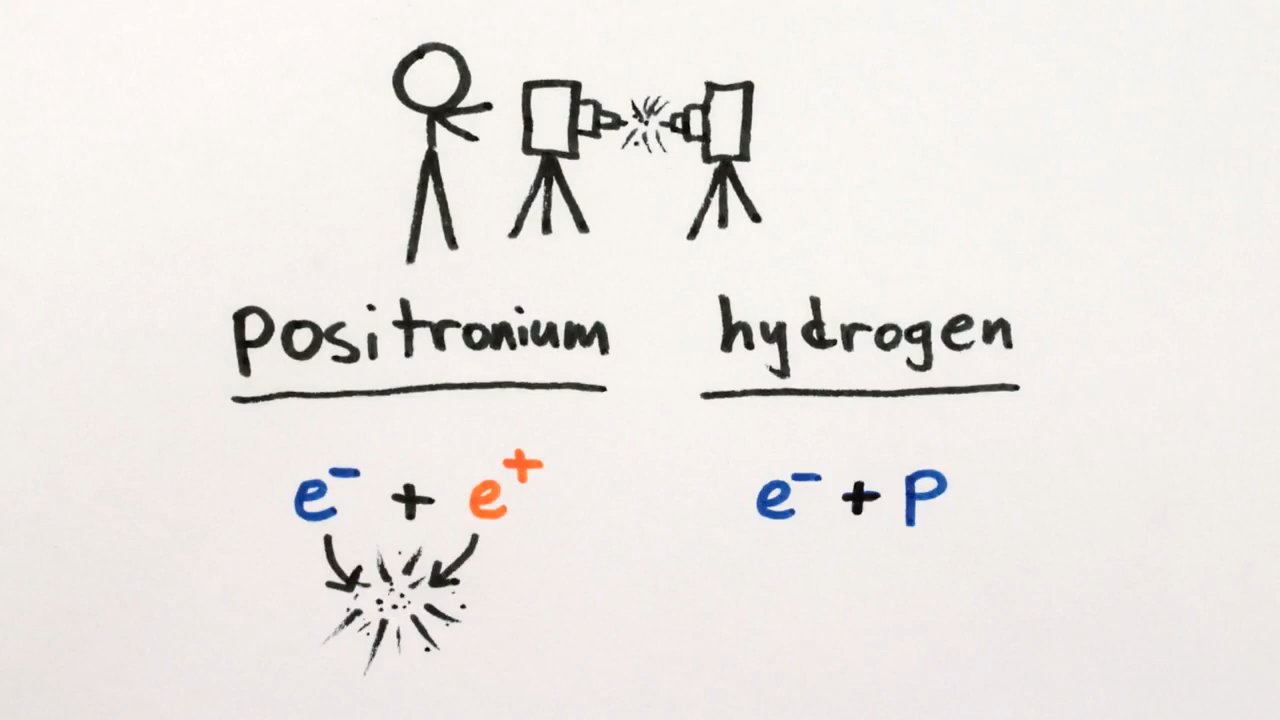 positronium hydrogen
e⁻ + e⁺ e⁻ + P